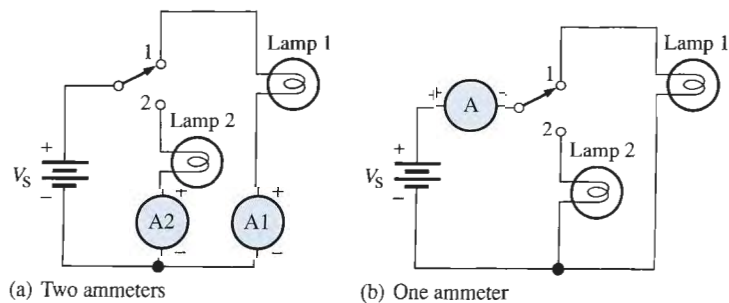 1
Lamp 1
2
Lamp 2
+
V_S
−
+
A2
−
+
A1
−
(a) Two ammeters
+
A
-
1
Lamp 1
2
Lamp 2
+
V_S
−
(b) One ammeter